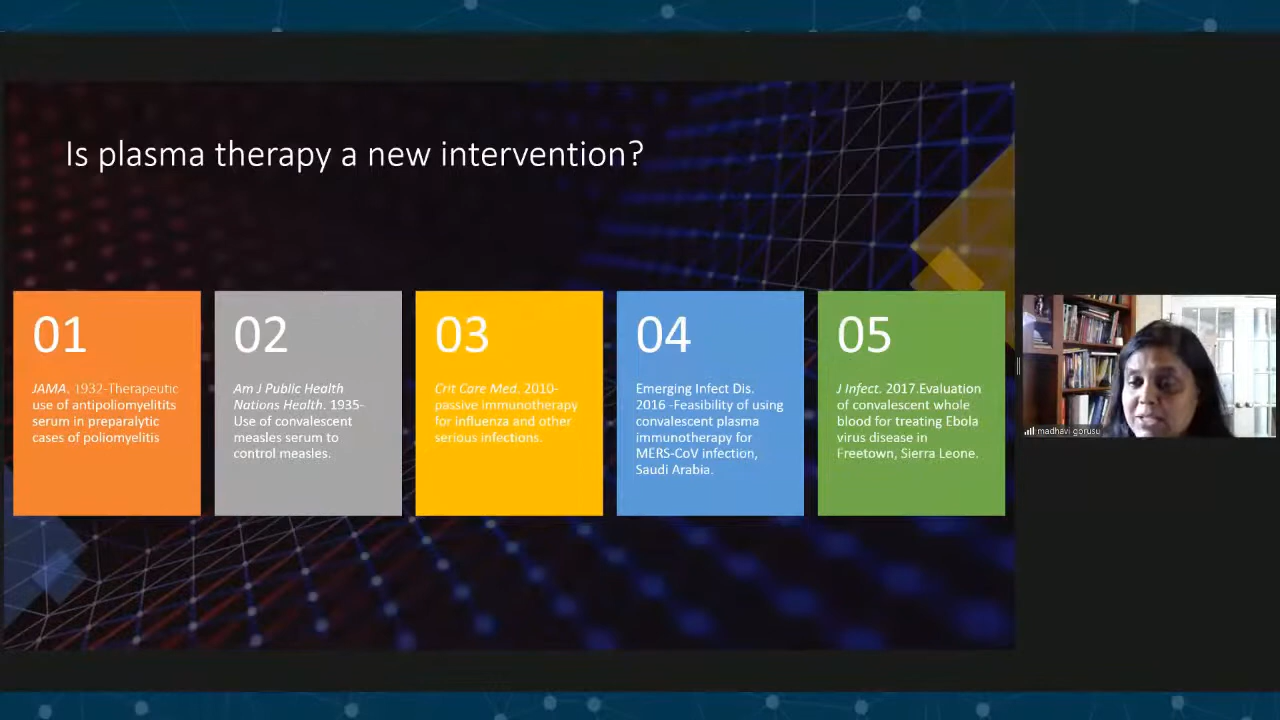 Is plasma therapy a new intervention?
01
JAMA. 1932-Therapeutic
use of antipoliomyelitits
serum in preparalytic
cases of poliomyelitis
02
Am J Public Health
Nations Health. 1935-
Use of convalescent
measles serum to
control measles.
03
Crit Care Med. 2010-
passive immunotherapy
for influenza and other
serious infections.
04
Emerging Infect Dis.
2016 -Feasibility of using
convalescent plasma
immunotherapy for
MERS-CoV infection,
Saudi Arabia.
05
J Infect. 2017.Evaluation
of convalescent whole
blood for treating Ebola
virus disease in
Freetown, Sierra Leone.
madhavi gorusu